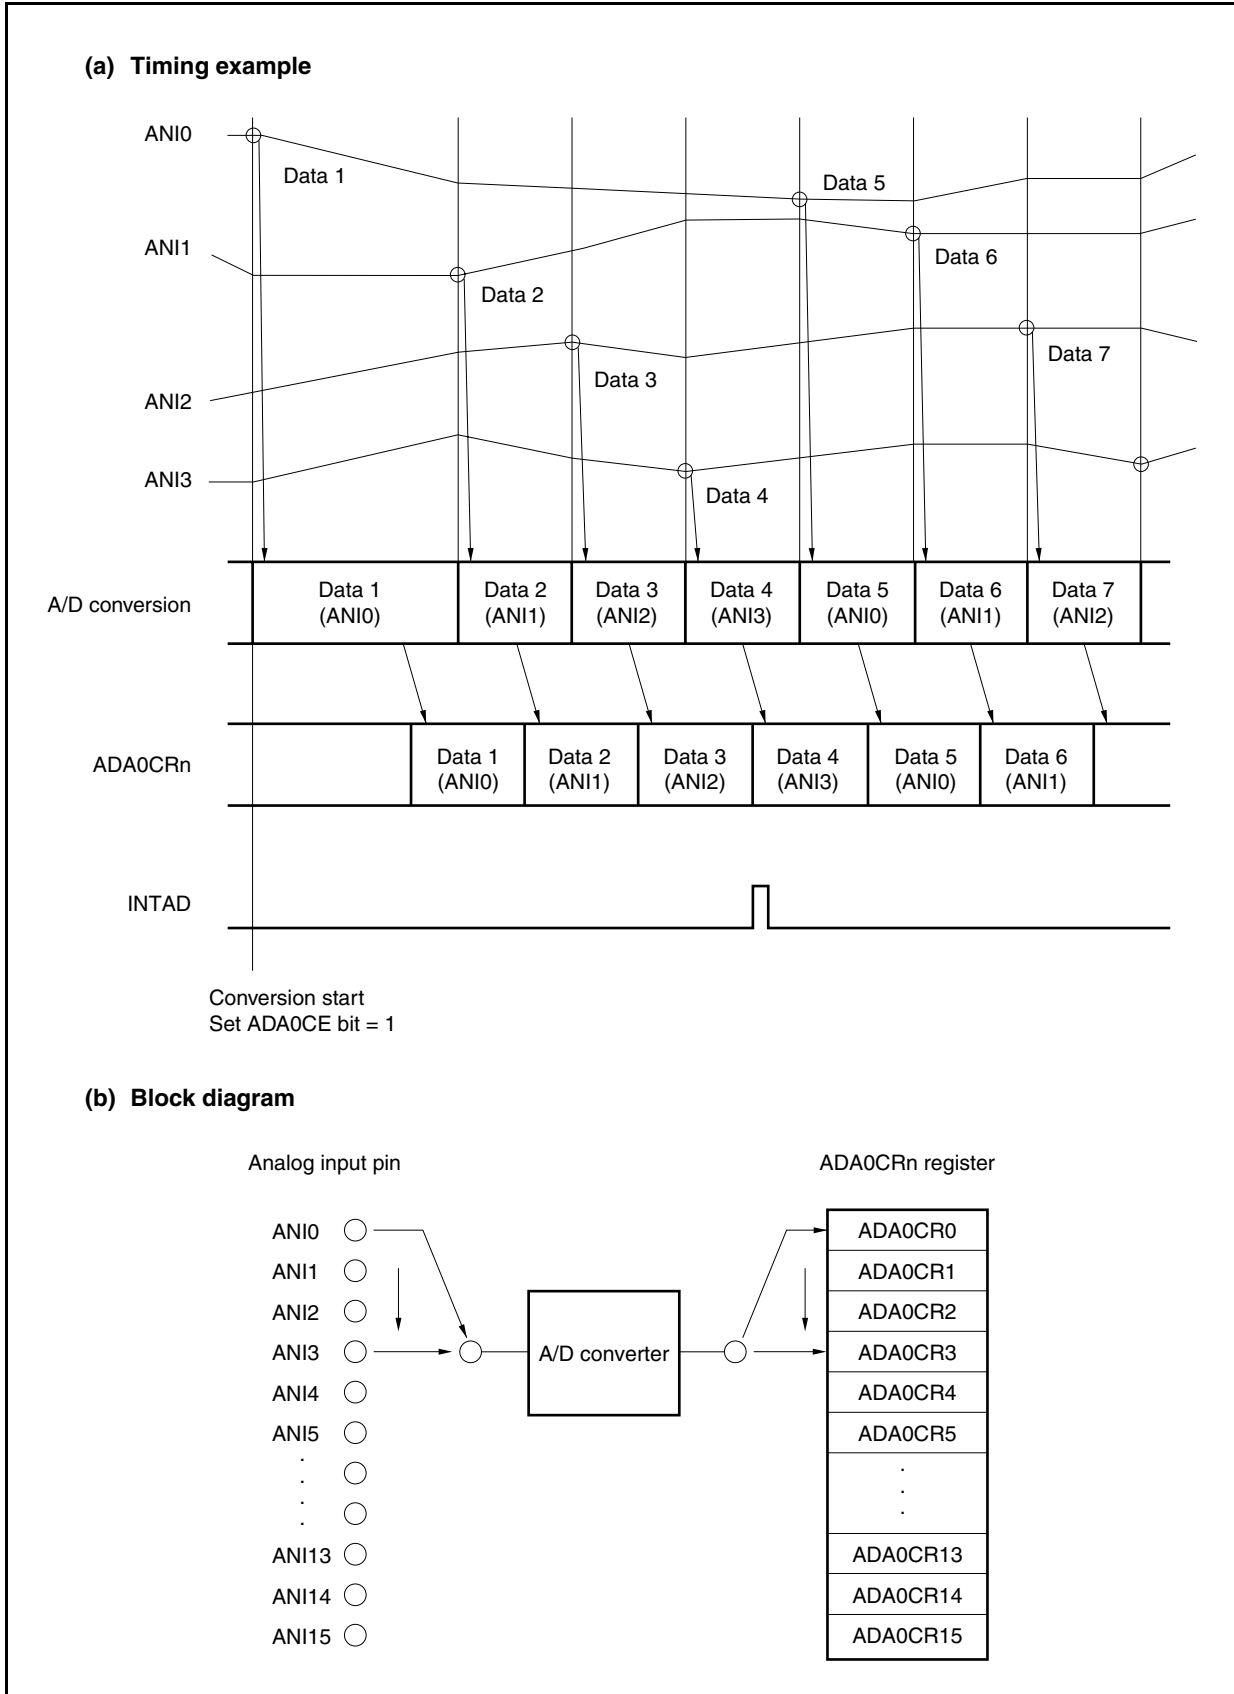 (a) Timing example
ANI0
Data 1
Data 5
ANI1
Data 6
Data 2
Data 7
Data 3
ANI2
ANI3
Data 4
A/D conversion
Data 1 (ANI0)
Data 2 (ANI1)
Data 3 (ANI2)
Data 4 (ANI3)
Data 5 (ANI0)
Data 6 (ANI1)
Data 7 (ANI2)
ADA0CRn
Data 1 (ANI0)
Data 2 (ANI1)
Data 3 (ANI2)
Data 4 (ANI3)
Data 5 (ANI0)
Data 6 (ANI1)
INTAD
Conversion start
Set ADA0CE bit = 1
(b) Block diagram
Analog input pin
ADA0CRn register
ANI0
ANI1
ANI2
ANI3
ANI4
ANI5
.
.
.
.
ANI13
ANI14
ANI15
A/D converter
ADA0CR0
ADA0CR1
ADA0CR2
ADA0CR3
ADA0CR4
ADA0CR5
.
.
.
ADA0CR13
ADA0CR14
ADA0CR15